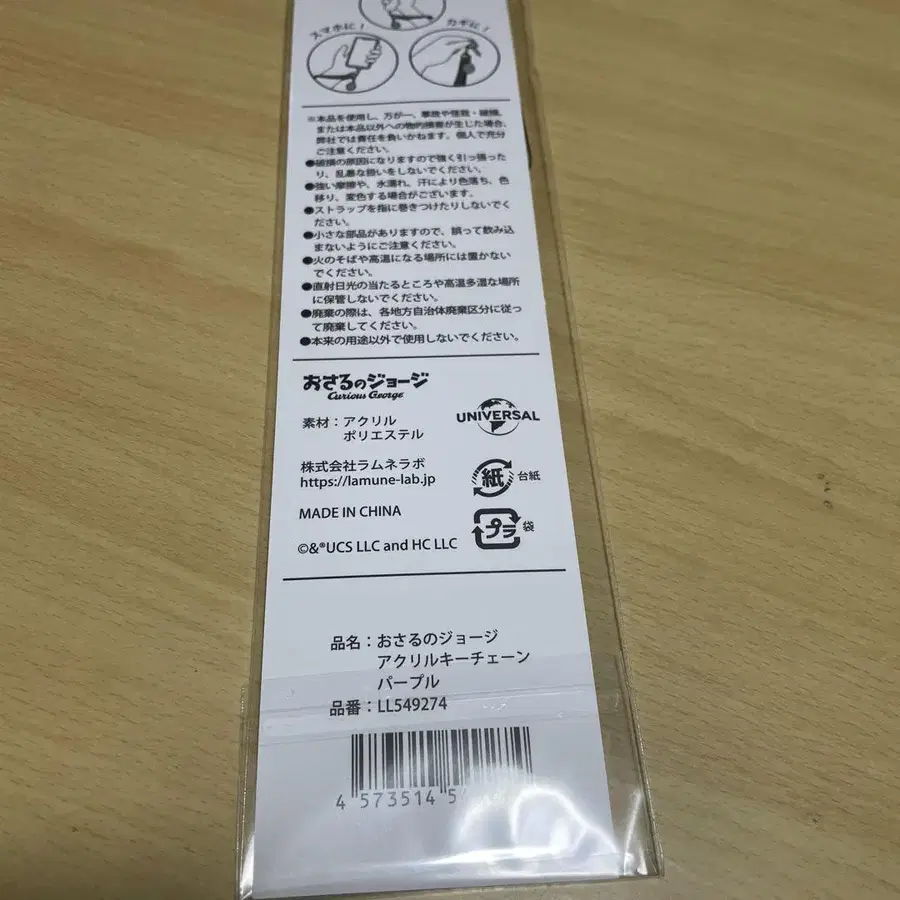 スマホに!
カギに!
※本品を使用し、万が一、事故や怪我・破損、
または本品以外への物的損害が生じた場合、
弊社では責任を負いかねます。個人で充分
ご注意ください。
●破損の原因になりますので強く引っ張った
り、乱暴な扱いをしないでください。
●強い摩擦や、水濡れ、汗により色落ち、色
移り、変色する場合がございます。
●ストラップを指に巻きつけたりしないでく
ださい。
●小さな部品がありますので、誤って飲み込
まないようにご注意ください。
●火のそばや高温になる場所には置かない
でください。
●直射日光の当たるところや高温多湿な場所
に保管しないでください。
●廃棄の際は、各地方自治体廃棄区分に従っ
て廃棄してください。
●本来の用途以外で使用しないでください。
おさるのジョージ
Curious George
UNIVERSAL
素材:アクリル
ポリエステル
株式会社ラムネラボ
https://lamune-lab.jp
紙 台紙
MADE IN CHINA
プラ 袋
©&®UCS LLC and HC LLC
品名:おさるのジョージ
アクリルキーチェーン
パープル
品番:LL549274
4 573514